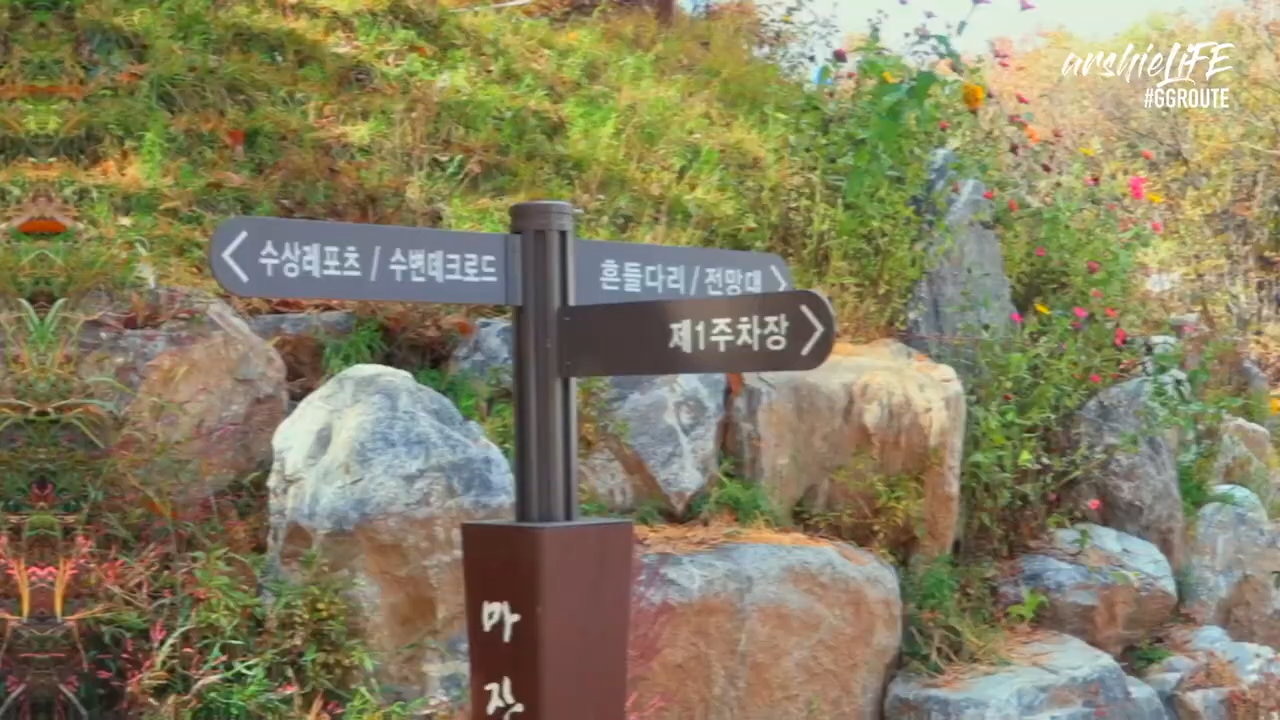 arshieLIFE
#GGROUTE
< 수상레포츠 / 수변데크로드
흔들다리 / 전망대 >
제1주차장 >
마
장